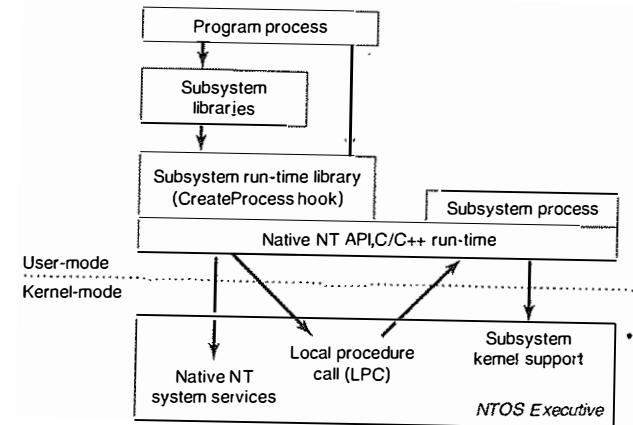 Program process
Subsystem
libraries
Subsystem run-time library
(CreateProcess hook)
Subsystem process
Native NT API,C/C++ run-time
User-mode
Kernel-mode
Native NT
system services
Local procedure
call (LPC)
Subsystem
kernel support
NTOS Executive